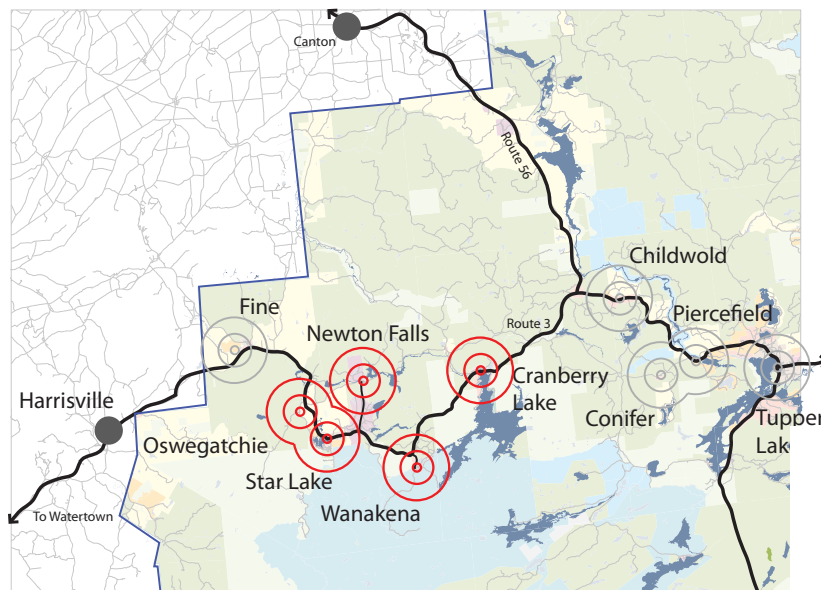 Canton
Route 56
Childwold
Fine
Newton Falls
Route 3
Piercefield
Harrisville
Cranberry
Lake
Oswegatchie
Conifer
Tupper
Lake
Star Lake
Wanakena
To Watertown